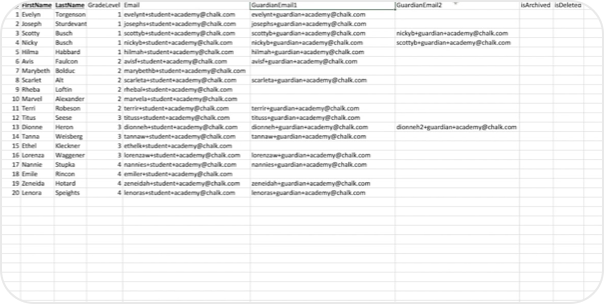 FirstName LastName GradeLevel Email GuardianEmail1 GuardianEmail2 isArchived isDeleted
1 Evelyn Torgenson 1 evelynt+student+academy@chalk.com evelynt+guardian+academy@chalk.com
2 Joseph Sturdevant 1 josephs+student+academy@chalk.com josephs+guardian+academy@chalk.com
3 Scotty Busch 1 scottyb+student+academy@chalk.com scottyb+guardian+academy@chalk.com nickyb+guardian+academy@chalk.com
4 Nicky Busch 1 nickyb+student+academy@chalk.com nickyb+guardian+academy@chalk.com scottyb+guardian+academy@chalk.com
5 Hilma Habbard 1 hilmah+student+academy@chalk.com hilmah+guardian+academy@chalk.com
6 Avis Faulcon 2 avisf+student+academy@chalk.com avisf+guardian+academy@chalk.com
7 Marybeth Bolduc 2 marybethb+student+academy@chalk.com
8 Scarlet Alt 2 scarleta+student+academy@chalk.com scarleta+guardian+academy@chalk.com
9 Rheba Loftin 2 rhebal+student+academy@chalk.com
10 Marvel Alexander 2 marvela+student+academy@chalk.com
11 Terri Robeson 3 terrir+student+academy@chalk.com terrir+guardian+academy@chalk.com
12 Titus Seese 3 tituss+student+academy@chalk.com tituss+guardian+academy@chalk.com
13 Dionne Heron 3 dionneh+student+academy@chalk.com dionneh+guardian+academy@chalk.com dionneh2+guardian+academy@chalk.com
14 Tanna Weisberg 3 tannaw+student+academy@chalk.com tannaw+guardian+academy@chalk.com
15 Ethel Kleckner 3 ethelk+student+academy@chalk.com
16 Lorenza Waggener 3 lorenzaw+student+academy@chalk.com lorenzaw+guardian+academy@chalk.com
17 Nannie Stupka 4 nannies+student+academy@chalk.com nannies+guardian+academy@chalk.com
18 Emile Rincon 4 emiler+student+academy@chalk.com
19 Zeneida Hotard 4 zeneidah+student+academy@chalk.com zeneidah+guardian+academy@chalk.com
20 Lenora Speights 4 lenoras+student+academy@chalk.com lenoras+guardian+academy@chalk.com